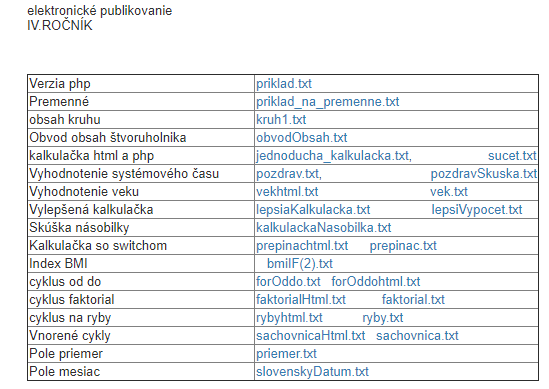 elektronické publikovanie
IV.ROČNÍK
Verzia php priklad.txt
Premenné priklad_na_premenne.txt
obsah kruhu kruh1.txt
Obvod obsah štvoruholnika obvodObsah.txt
kalkulačka html a php jednoducha_kalkulacka.txt, sucet.txt
Vyhodnotenie systémového času pozdrav.txt, pozdravSkuska.txt
Vyhodnotenie veku vekhtml.txt vek.txt
Vylepšená kalkulačka lepsiaKalkulacka.txt lepsiVypocet.txt
Skúška násobilky kalkulackaNasobilka.txt
Kalkulačka so switchom prepinachtml.txt prepinac.txt
Index BMI bmiIF(2).txt
cyklus od do forOddo.txt forOddohtml.txt
cyklus faktorial faktorialHtml.txt faktorial.txt
cyklus na ryby rybyhtml.txt ryby.txt
Vnorené cykly sachovnicaHtml.txt sachovnica.txt
Pole priemer priemer.txt
Pole mesiac slovenskyDatum.txt